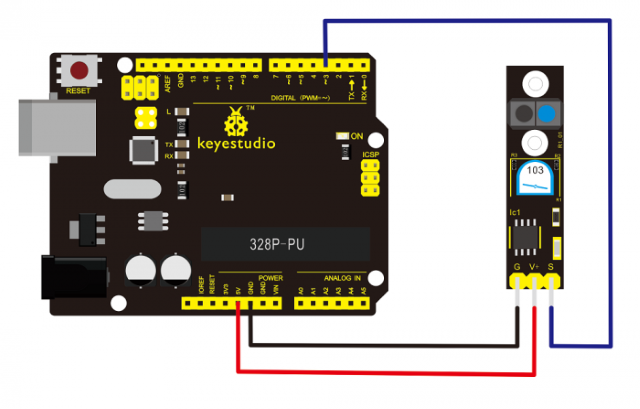 RESET
AREF
GND
13
12
~11
~10
~9
8
7
~6
~5
4
~3
2
TX→1
RX←0
DIGITAL (PWM~)
L
TX
RX
TM
keyestudio
ON
ICSP
328P-PU
POWER
ANALOG IN
IOREF
RESET
3V3
5V
GND
GND
VIN
A0
A1
A2
A3
A4
A5
103
Ic1
G
V+
S